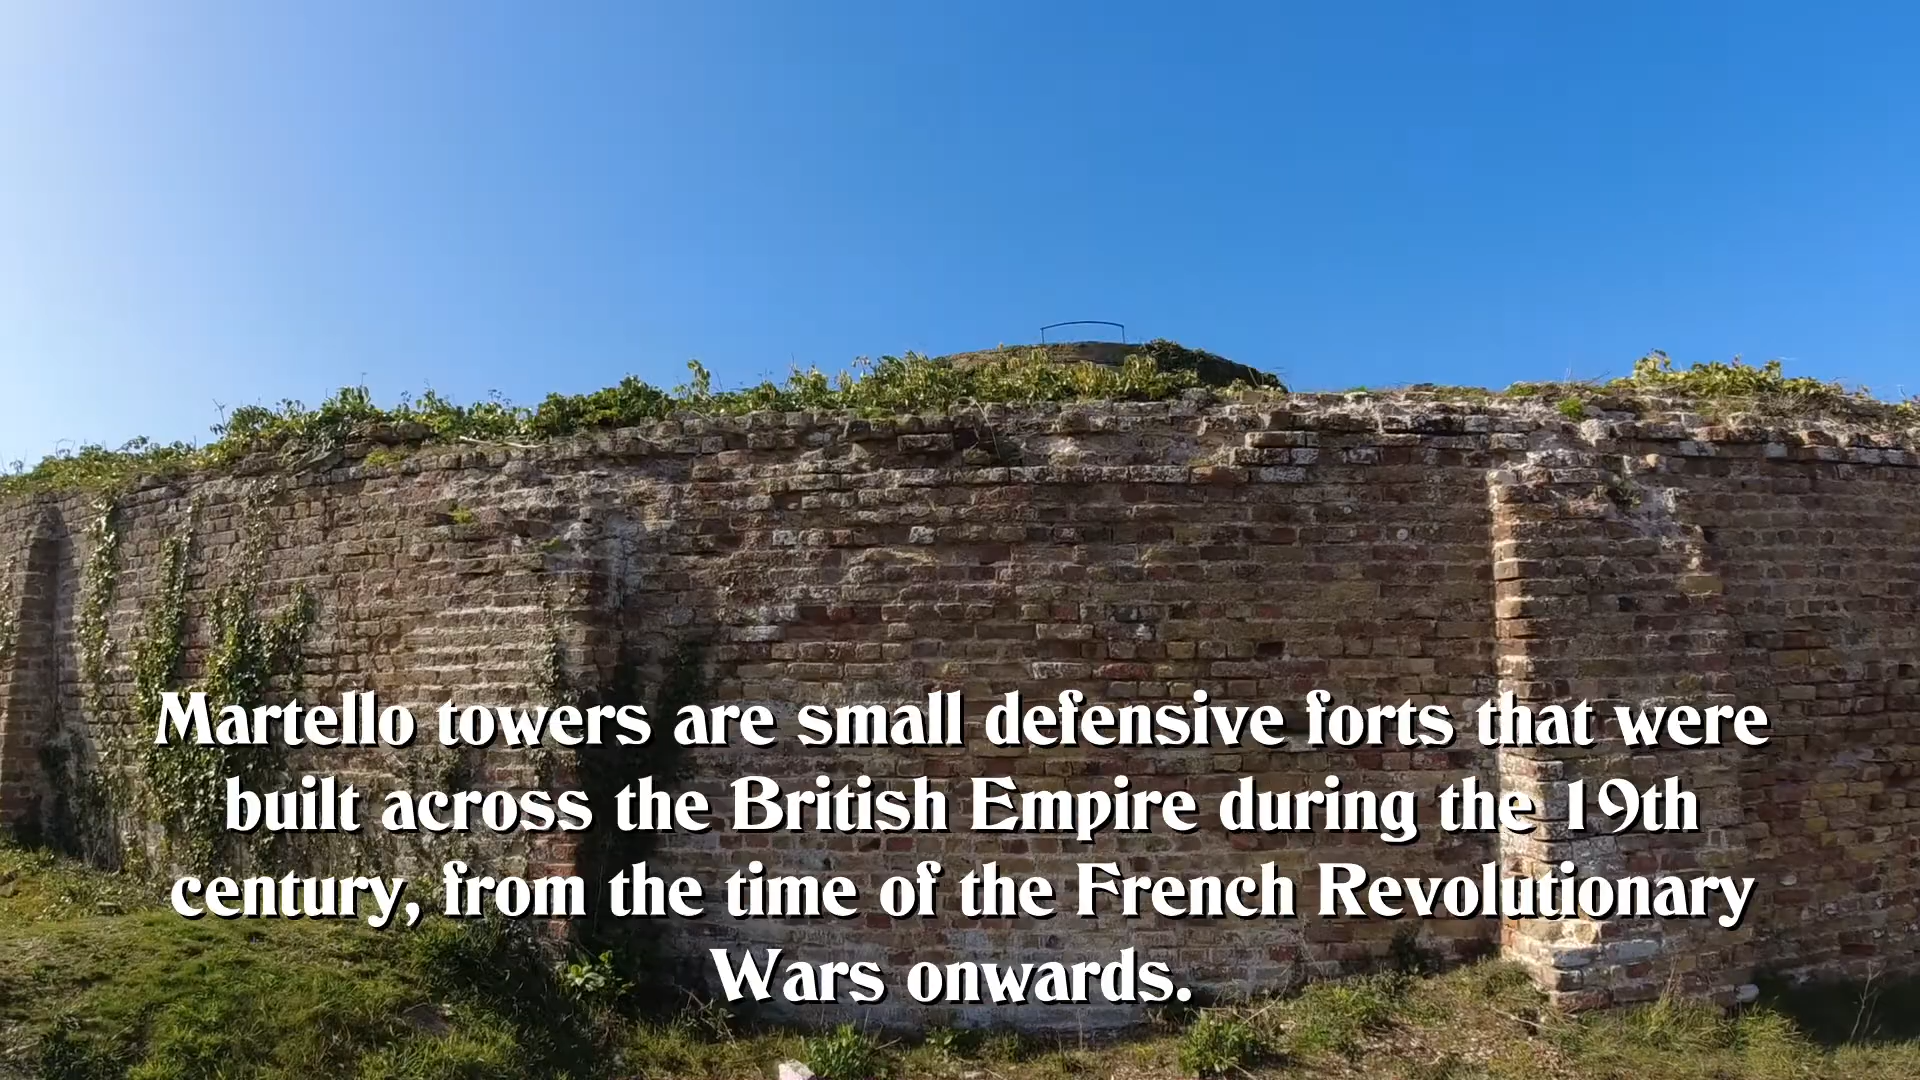 Martello towers are small defensive forts that were
built across the British Empire during the 19th
century, from the time of the French Revolutionary
Wars onwards.